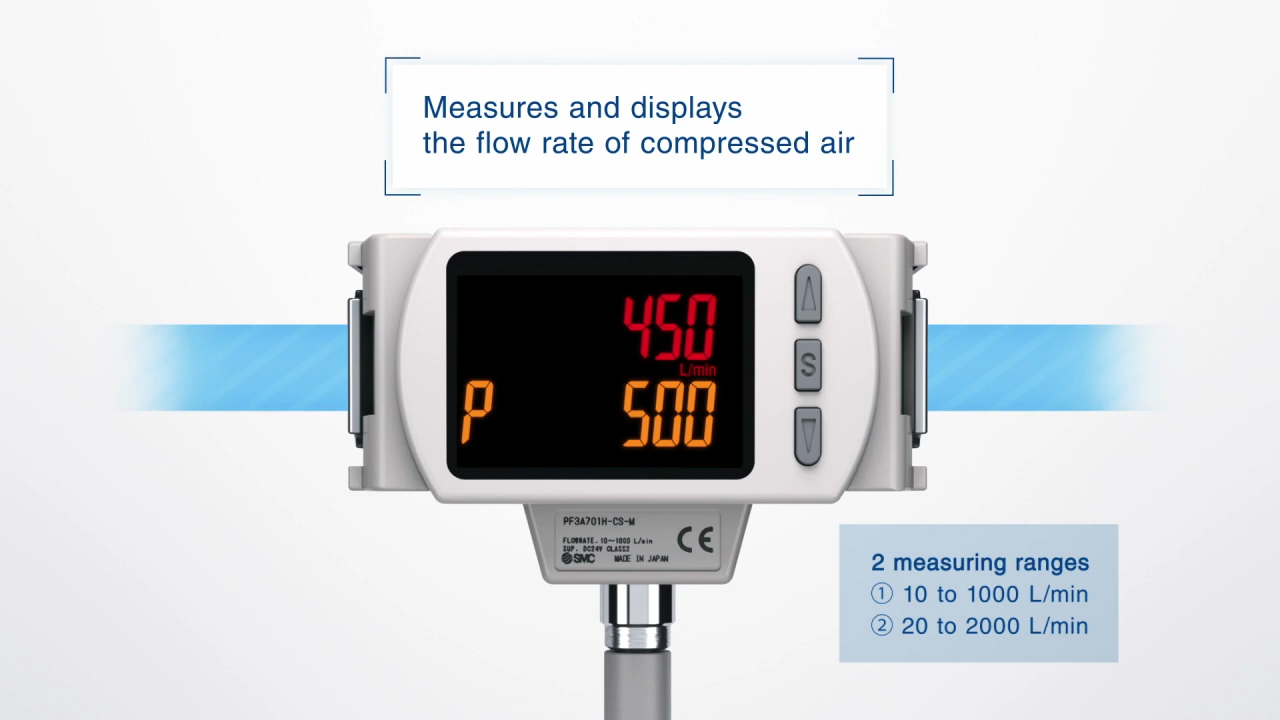 Measures and displays
the flow rate of compressed air
450
L/min
P 500
S
PF3A701H-CS-M
FLOWRATE. 10~1000 L/min
SUP. DC24V CLASS2
SMC MADE IN JAPAN
CE
2 measuring ranges
① 10 to 1000 L/min
② 20 to 2000 L/min